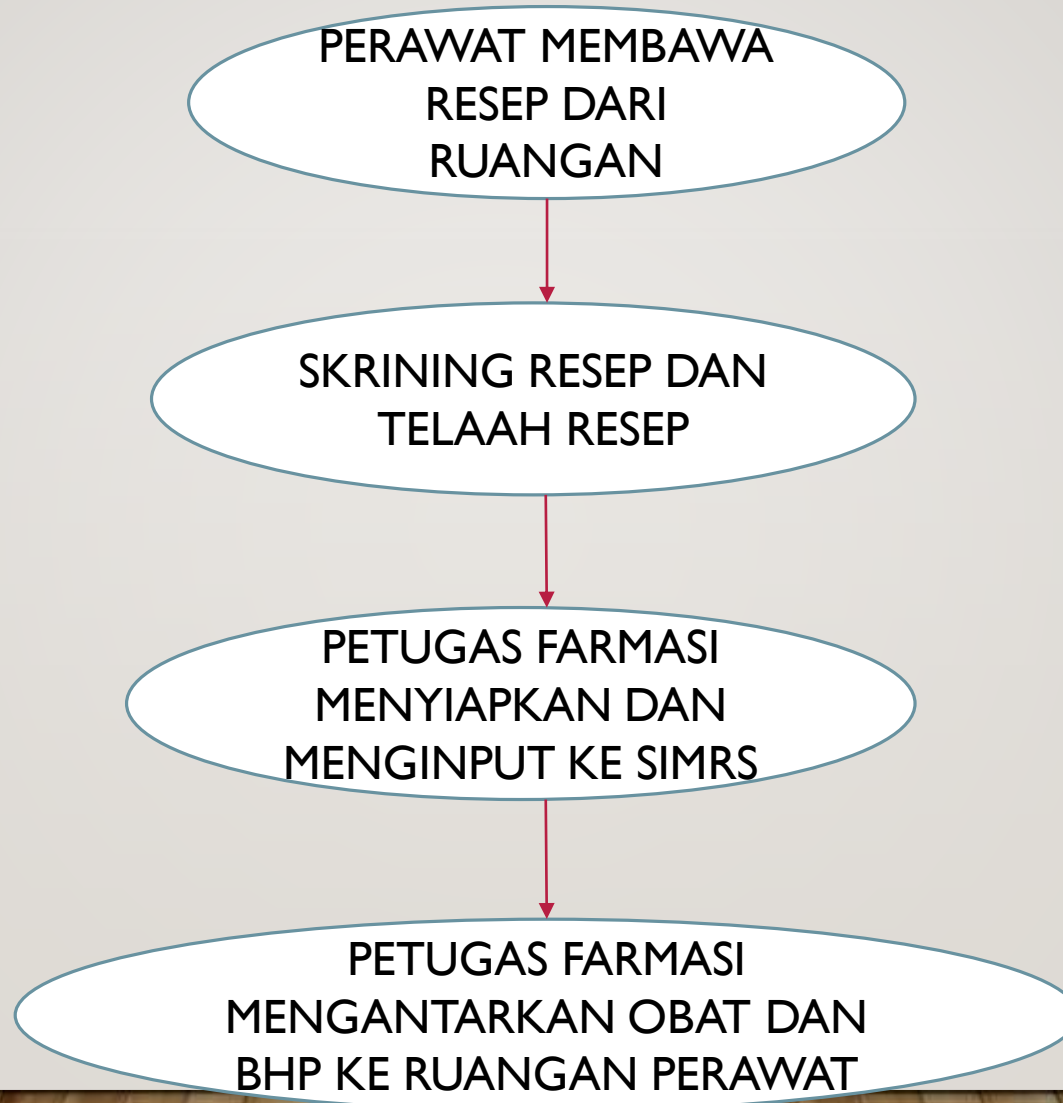 PERAWAT MEMBAWA
RESEP DARI
RUANGAN
SKRINING RESEP DAN
TELAAH RESEP
PETUGAS FARMASI
MENYIAPKAN DAN
MENGINPUT KE SIMRS
PETUGAS FARMASI
MENGANTARKAN OBAT DAN
BHP KE RUANGAN PERAWAT